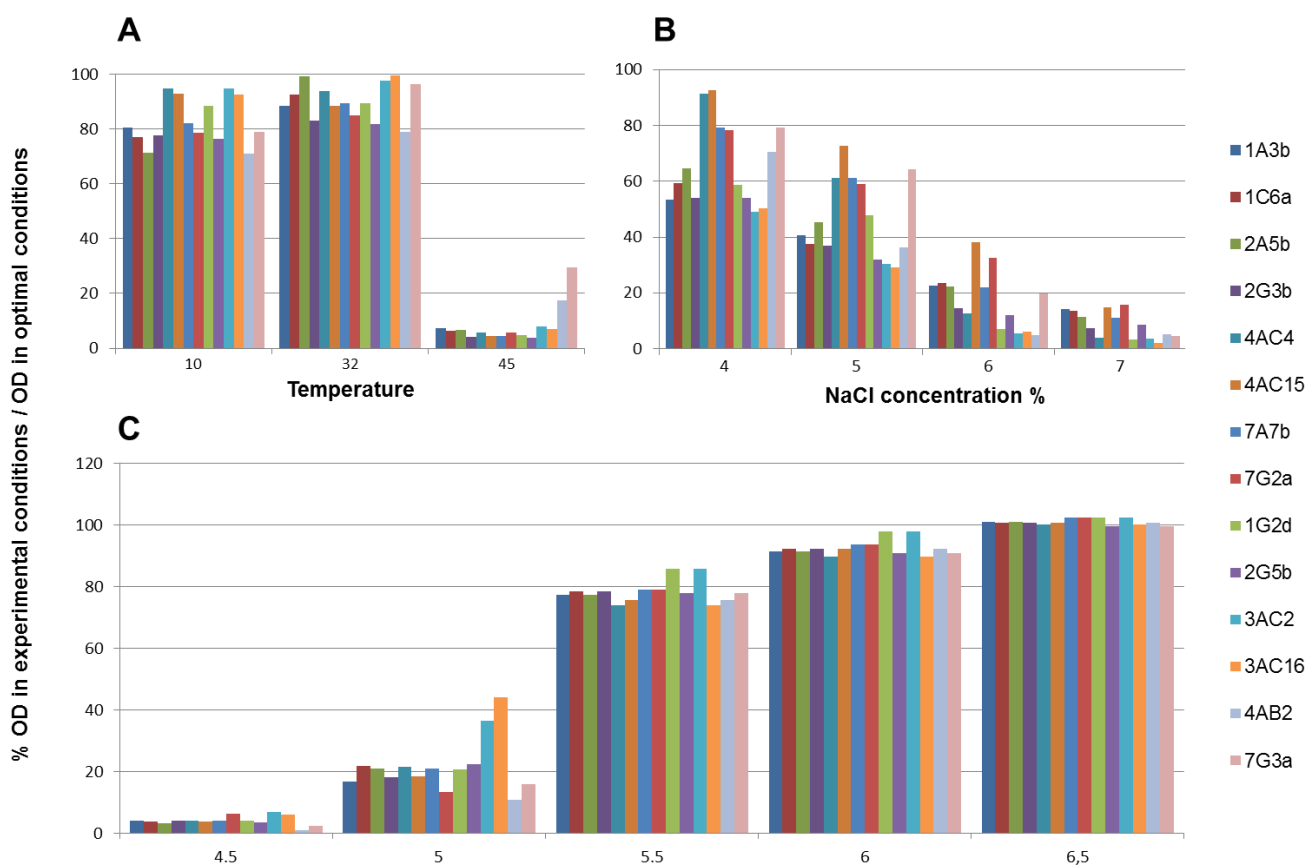 A
B
% OD in experimental conditions / OD in optimal conditions
100
80
60
40
20
0
10 32 45
Temperature
100
80
60
40
20
0
4 5 6 7
NaCl concentration %
C
120
100
80
60
40
20
0
4.5 5 5.5 6 6,5
1A3b
1C6a
2A5b
2G3b
4AC4
4AC15
7A7b
7G2a
1G2d
2G5b
3AC2
3AC16
4AB2
7G3a